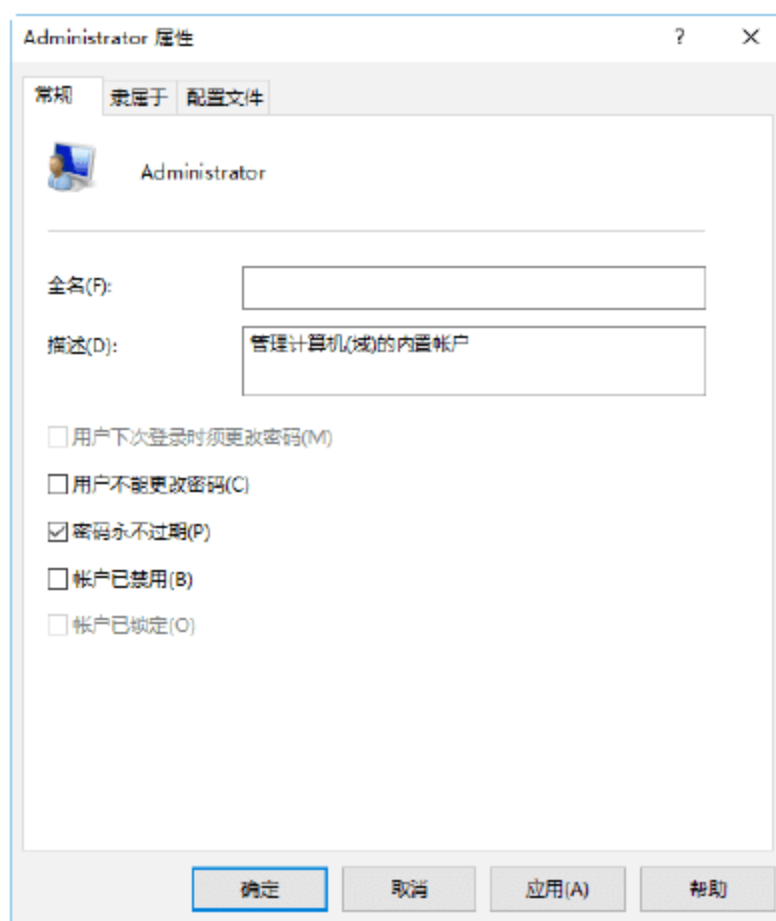 Administrator 属性 ? ×
常规 隶属于 配置文件
Administrator
全名(F):
描述(D): 管理计算机(域)的内置帐户
用户下次登录时须更改密码(M)
用户不能更改密码(C)
密码永不过期(P)
帐户已禁用(B)
帐户已锁定(O)
确定 取消 应用(A) 帮助